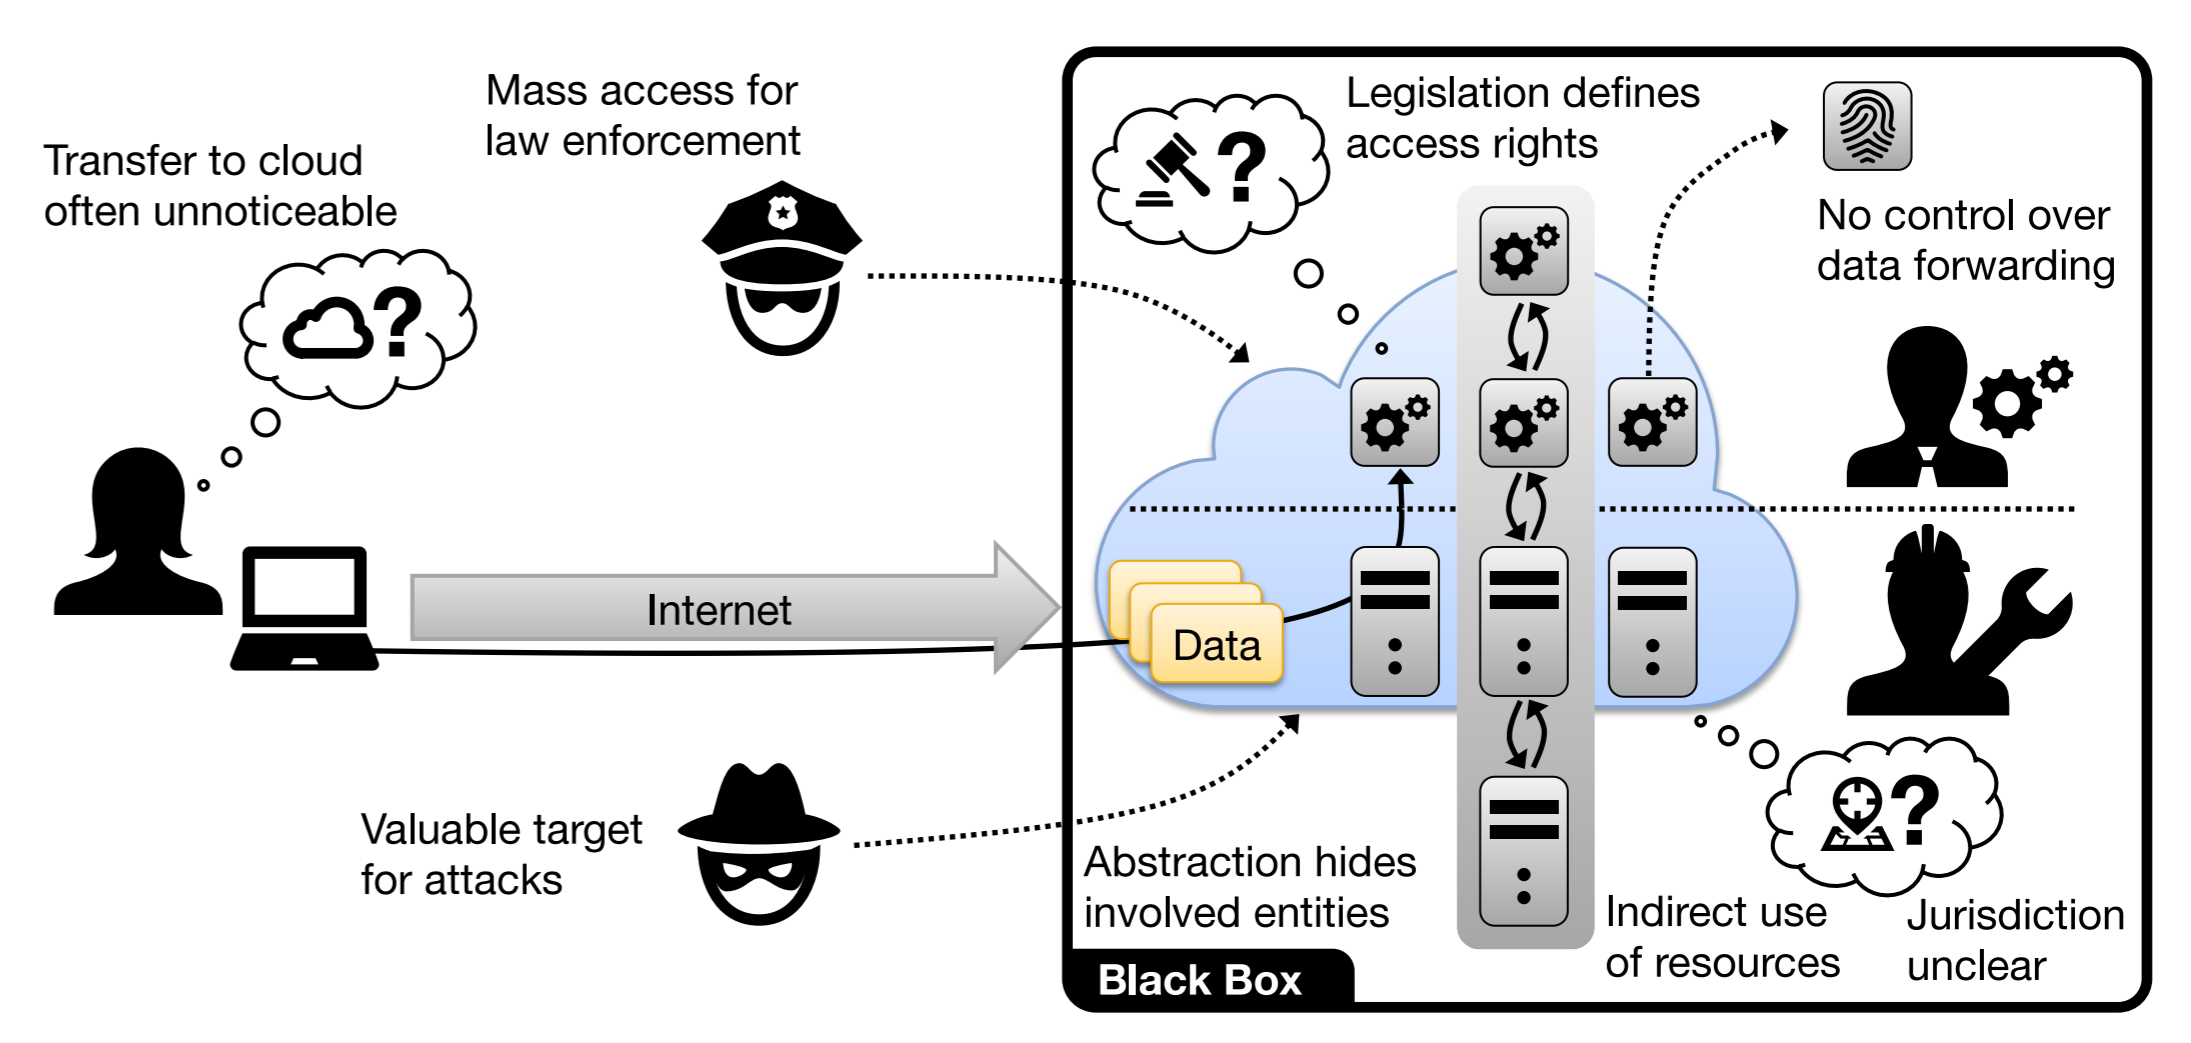 Transfer to cloud
often unnoticeable
Mass access for
law enforcement
Internet
Valuable target
for attacks
Legislation defines
access rights
No control over
data forwarding
Data
Abstraction hides
involved entities
Indirect use
of resources
Jurisdiction
unclear
Black Box
?
?
?